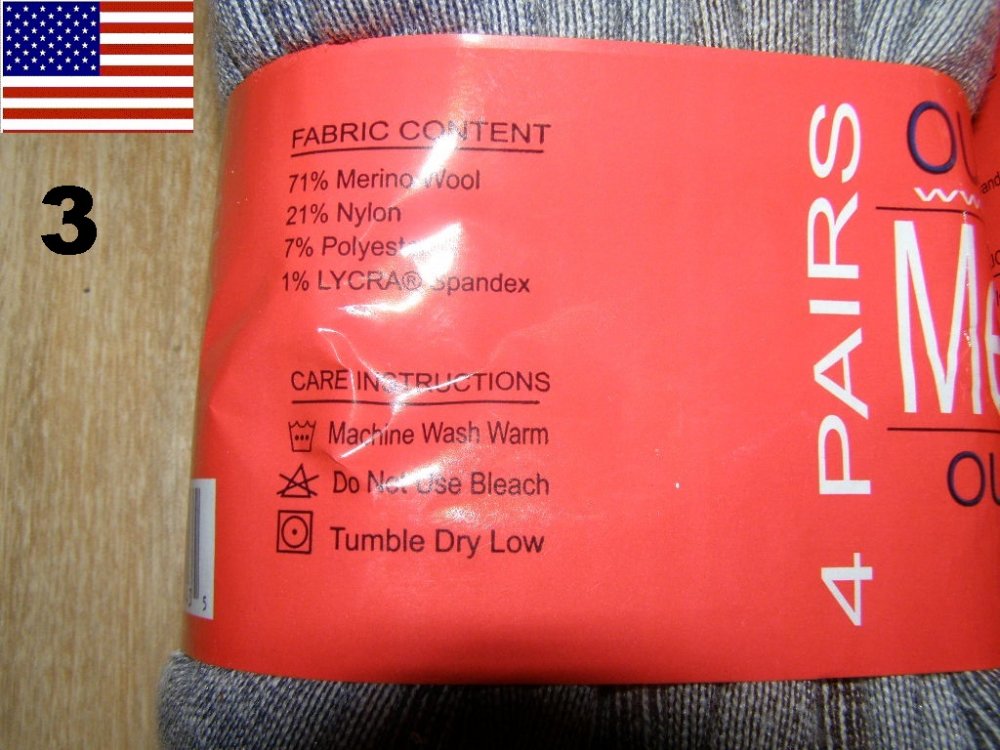 3
FABRIC CONTENT
71% Merino Wool
21% Nylon
7%
1% LYCRA® Spandex
CARE INSTRUCTIONS
Machine Wash Warm
Do Not Use Bleach
Tumble Dry Low
5
4 PAIRS